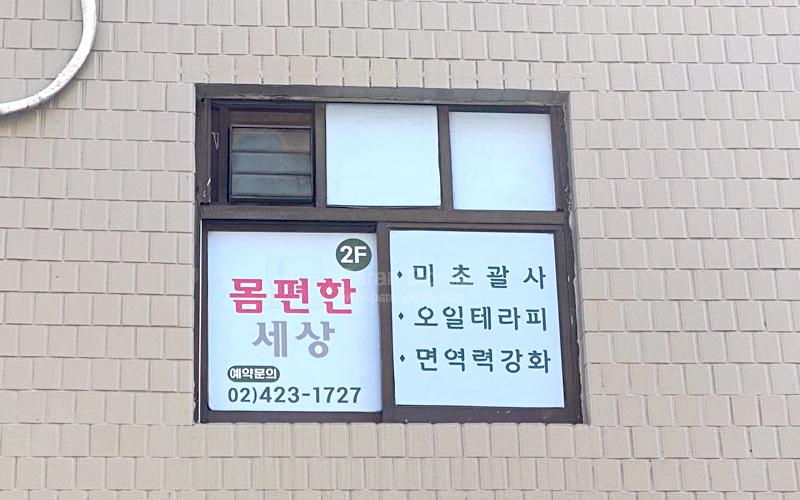 2F
몸편한
세상
예약문의
02)423-1727
· 미초괄사
· 오일테라피
· 면역력강화